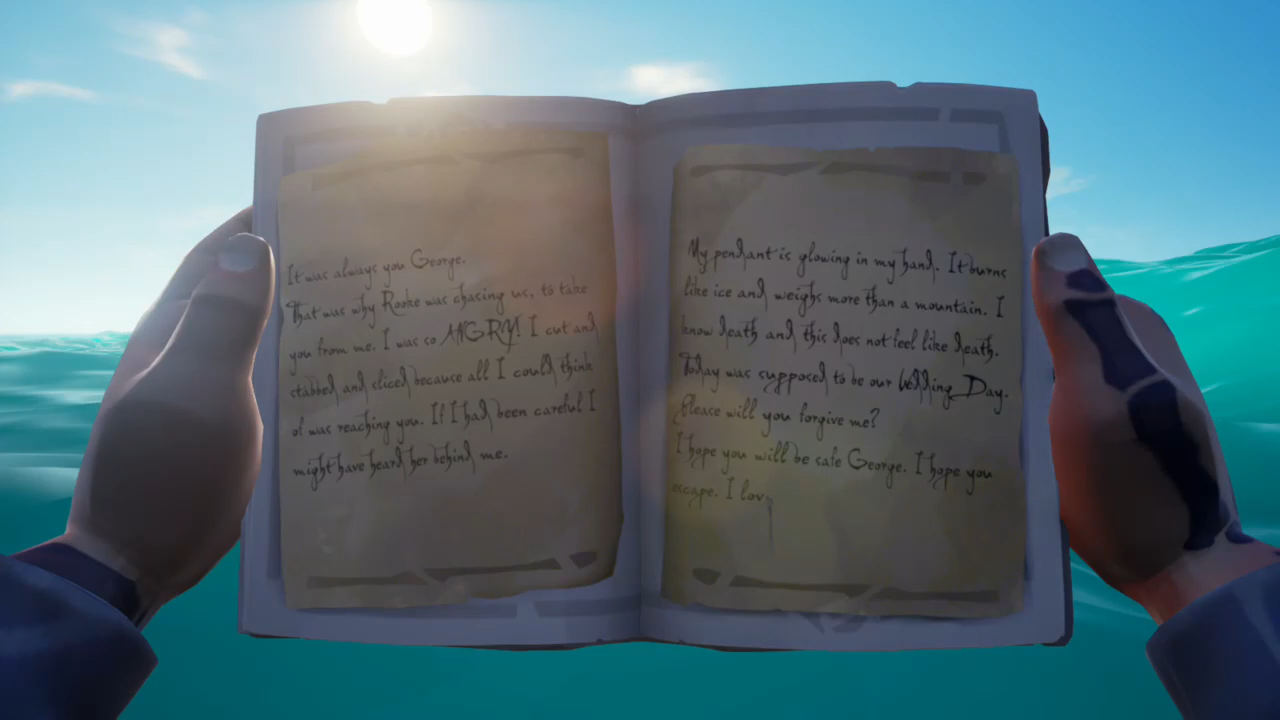 It was always you George.
That was why Rooke was chasing us, to take
you from me. I was so ANGRY! I cut and
stabbed and sliced because all I could think
of was reaching you. If I had been careful I
might have heard her behind me.
My pendant is glowing in my hand. It burns
like ice and weighs more than a mountain. I
know death and this does not feel like death.
Today was supposed to be our Wedding Day.
Please will you forgive me?
I hope you will be safe George. I hope you
escape. I lov